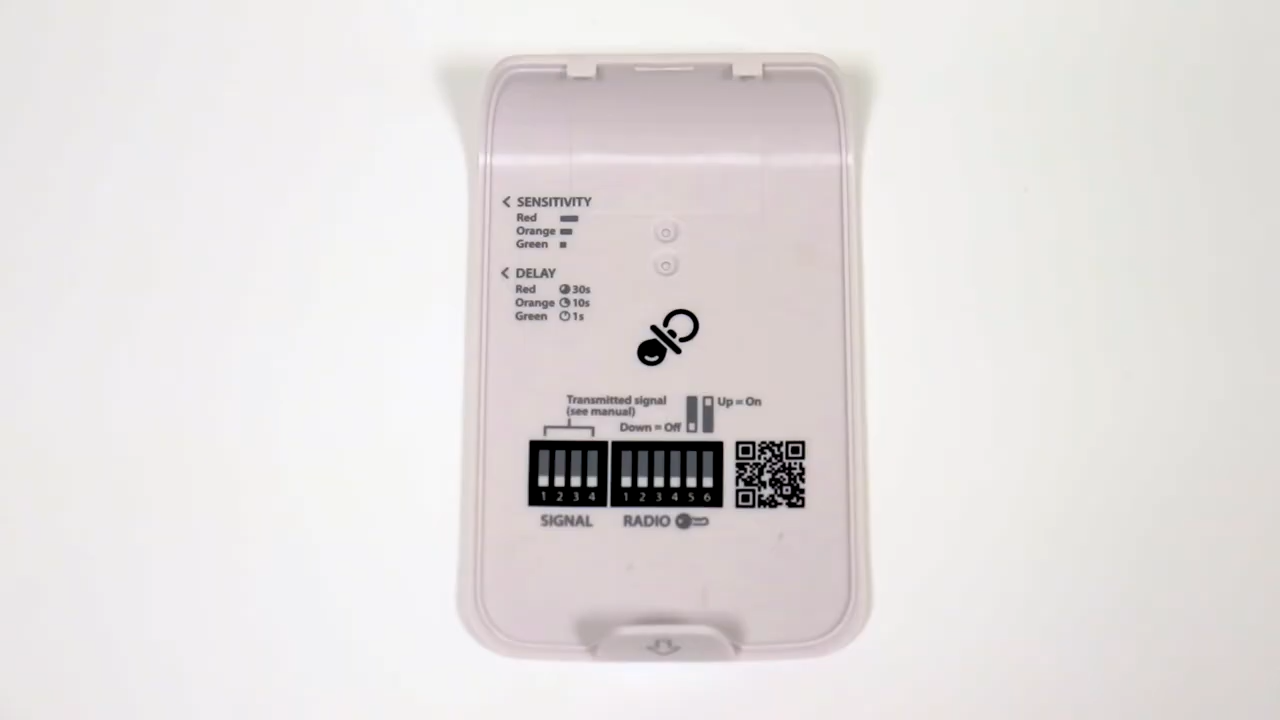 < SENSITIVITY
Red
Orange
Green
< DELAY
Red 30s
Orange 10s
Green 1s
Transmitted signal
(see manual)
Up = On
Down = Off
1 2 3 4
1 2 3 4 5 6
SIGNAL
RADIO